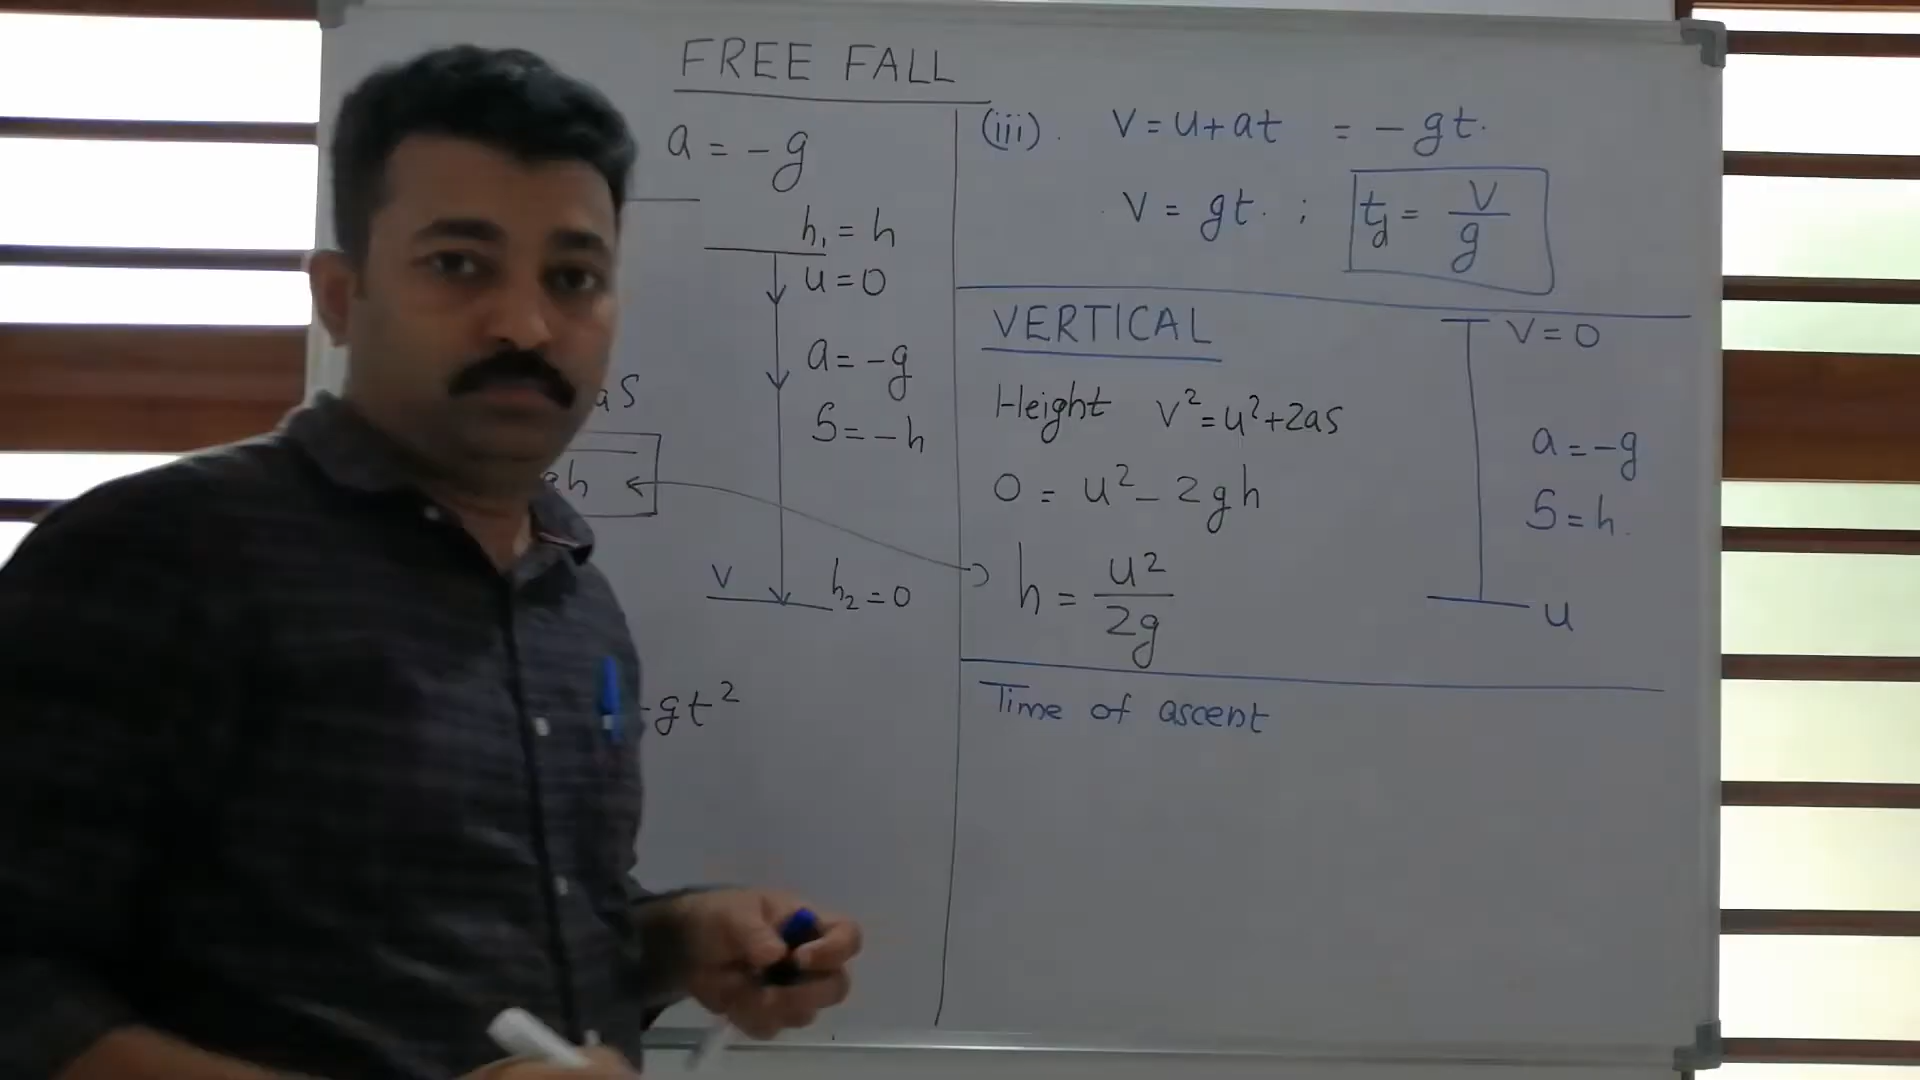 FREE FALL
a = -g
h₁ = h
u = 0
a = -g
S = -h
aS
gh
V
h₂ = 0
-gt²
(iii). V = u+at = -gt.
V = gt. ; t_d = V/g
VERTICAL
V = 0
Height V² = u²+2as
a = -g
0 = u² - 2gh
S = h.
h = u²/2g
u
Time of ascent